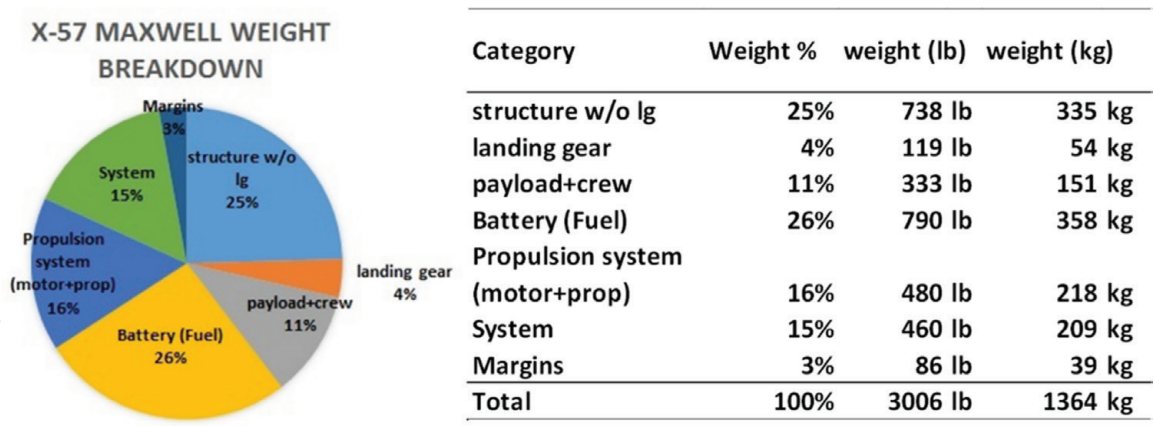 X-57 MAXWELL WEIGHT
BREAKDOWN
Margins
3%
structure w/o
lg
25%
System
15%
Propulsion
system
(motor+prop)
16%
landing gear
4%
payload+crew
11%
Battery (Fuel)
26%
Category Weight % weight (lb) weight (kg)
structure w/o lg 25% 738 lb 335 kg
landing gear 4% 119 lb 54 kg
payload+crew 11% 333 lb 151 kg
Battery (Fuel) 26% 790 lb 358 kg
Propulsion system
(motor+prop) 16% 480 lb 218 kg
System 15% 460 lb 209 kg
Margins 3% 86 lb 39 kg
Total 100% 3006 lb 1364 kg